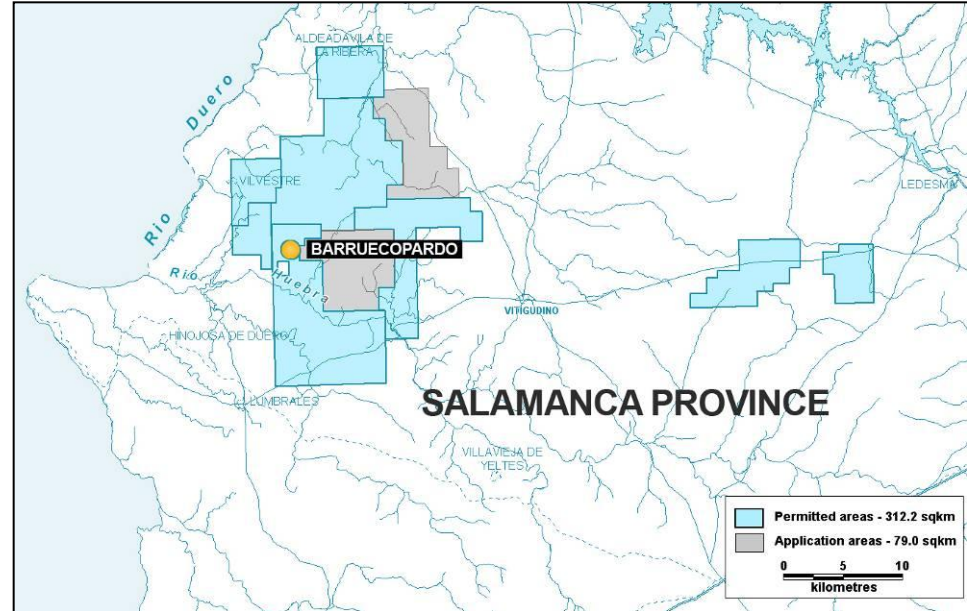 ALDEADÁVILA DE
LA RIBERA
Rio Duero
VILVESTRE
LEDESMA
BARRUECOPARDO
Rio Huebra
VITIGUDINO
HINOJOSA DE DUERO
SALAMANCA PROVINCE
LUMBRALES
VILLAVIEJA DE
YELTES
Permitted areas - 312.2 sqkm
Application areas - 79.0 sqkm
0 5 10
kilometres